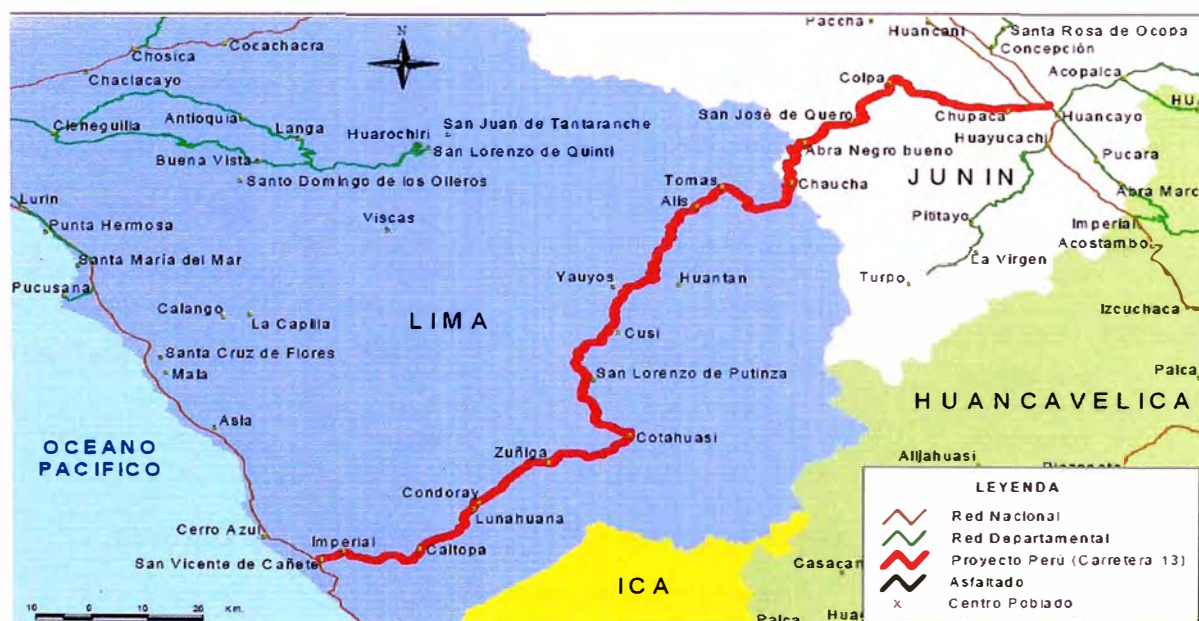 Paccha
Huancani
Santa Rosa de Ocopa
Concepción
Cocachacra
Chosica
Chaclacayo
N
Colpa
Acopalca
San José de Quero
Chupaca
Huancayo
Huayucachi
Antioquia
Langa
Huarochiri
San Juan de Tantaranche
San Lorenzo de Quinti
Cieneguilla
Buena Vista
Santo Domingo de los Olleros
Abra Negro bueno
JUNIN
Pucara
Tomas
Chaucha
Abra Marc
Alis
Lurin
Punta Hermosa
Viscas
Pititayo
Imperial
Acostambo
Santa María del Mar
La Virgen
Pucusana
Yauyos
Huantan
Turpo
Izcuchaca
Calango
La Capilla
LIMA
Cusi
Santa Cruz de Flores
Mala
San Lorenzo de Putinza
Palca
HUANCAVELICA
Asia
Cotahuasi
OCEANO
PACIFICO
Zuñiga
Alijahuasi
Condoray
Lunahuana
Cerro Azul
Imperial
Caltopa
San Vicente de Cañete
ICA
Casacan
Palca
Hua
10 0 10 20 Km.
LEYENDA
Red Nacional
Red Departamental
Proyecto Perú (Carretera 13)
Asfaltado
Centro Poblado